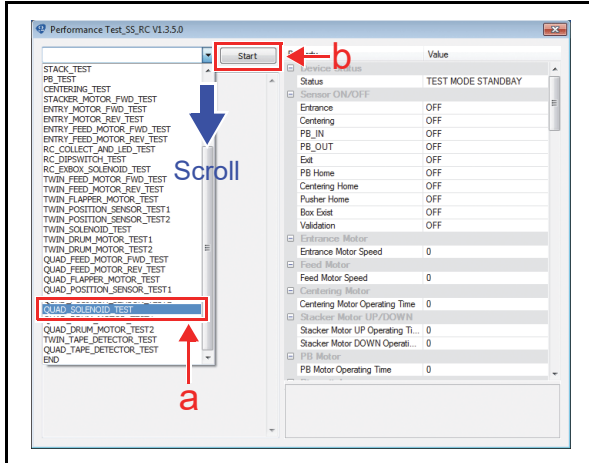 Performance Test_SS_RC V1.3.5.0
Start
b
Value
STACK_TEST
PB_TEST
CENTERING_TEST
STACKER_MOTOR_FWD_TEST
ENTRY_MOTOR_FWD_TEST
ENTRY_MOTOR_REV_TEST
ENTRY_FEED_MOTOR_FWD_TEST
ENTRY_FEED_MOTOR_REV_TEST
RC_COLLECT_AND_LED_TEST
RC_DIPSWITCH_TEST
RC_EXBOX_SOLENOID_TEST
TWIN_FEED_MOTOR_FWD_TEST
TWIN_FEED_MOTOR_REV_TEST
TWIN_FLAPPER_MOTOR_TEST
TWIN_POSITION_SENSOR_TEST1
TWIN_POSITION_SENSOR_TEST2
TWIN_SOLENOID_TEST
TWIN_DRUM_MOTOR_TEST1
TWIN_DRUM_MOTOR_TEST2
QUAD_FEED_MOTOR_FWD_TEST
QUAD_FEED_MOTOR_REV_TEST
QUAD_FLAPPER_MOTOR_TEST
QUAD_POSITION_SENSOR_TEST1
QUAD_SOLENOID_TEST
QUAD_DRUM_MOTOR_TEST2
TWIN_TAPE_DETECTOR_TEST
QUAD_TAPE_DETECTOR_TEST
END
Scroll
a
Device Status
Status TEST MODE STANDBAY
Sensor ON/OFF
Entrance OFF
Centering OFF
PB_IN OFF
PB_OUT OFF
Exit OFF
PB Home OFF
Centering Home OFF
Pusher Home OFF
Box Exist OFF
Validation OFF
Entrance Motor
Entrance Motor Speed 0
Feed Motor
Feed Motor Speed 0
Centering Motor
Centering Motor Operating Time 0
Stacker Motor UP/DOWN
Stacker Motor UP Operating Ti... 0
Stacker Motor DOWN Operati... 0
PB Motor
PB Motor Operating Time 0